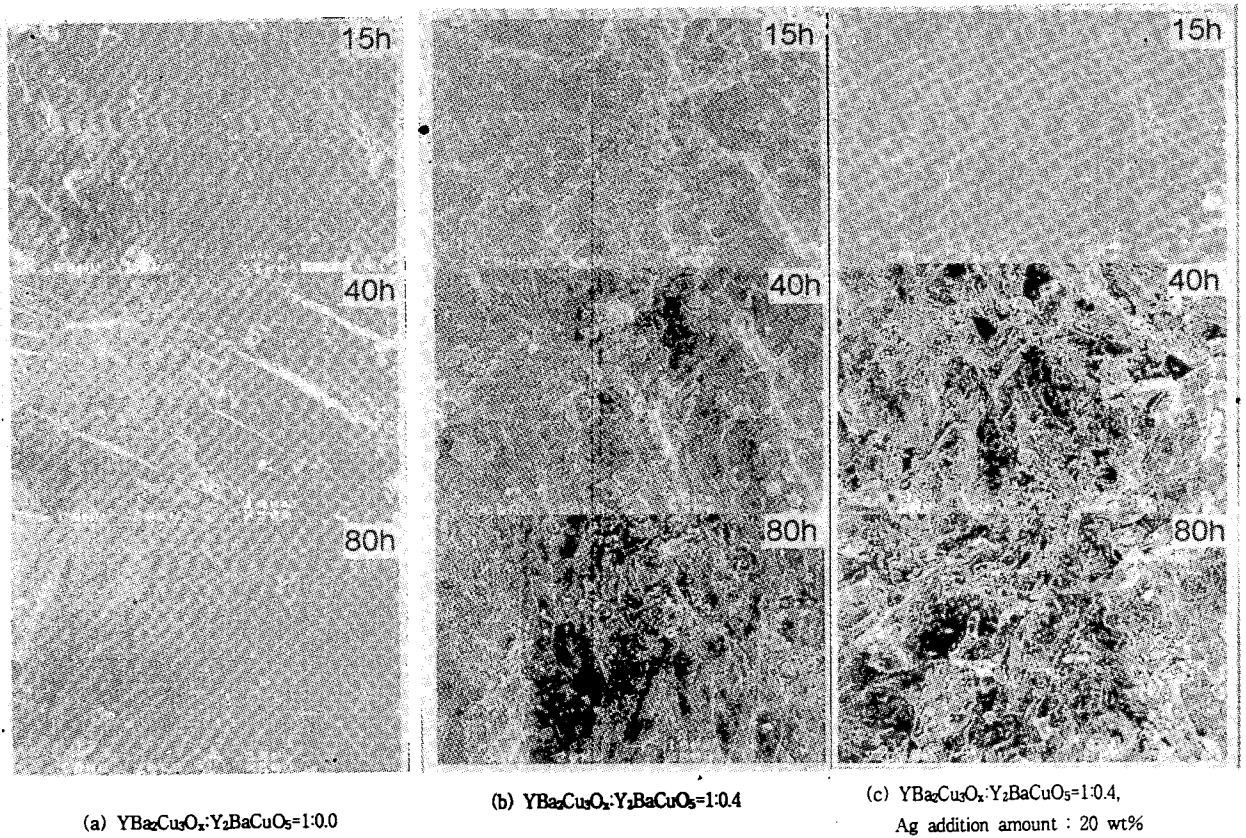 15h
40h
80h
(a) YBa₂Cu₃Oₓ:Y₂BaCuO₅=1:0.0
15h
40h
80h
(b) YBa₂Cu₃Oₓ:Y₂BaCuO₅=1:0.4
15h
40h
80h
(c) YBa₂Cu₃Oₓ:Y₂BaCuO₅=1:0.4,
Ag addition amount : 20 wt%